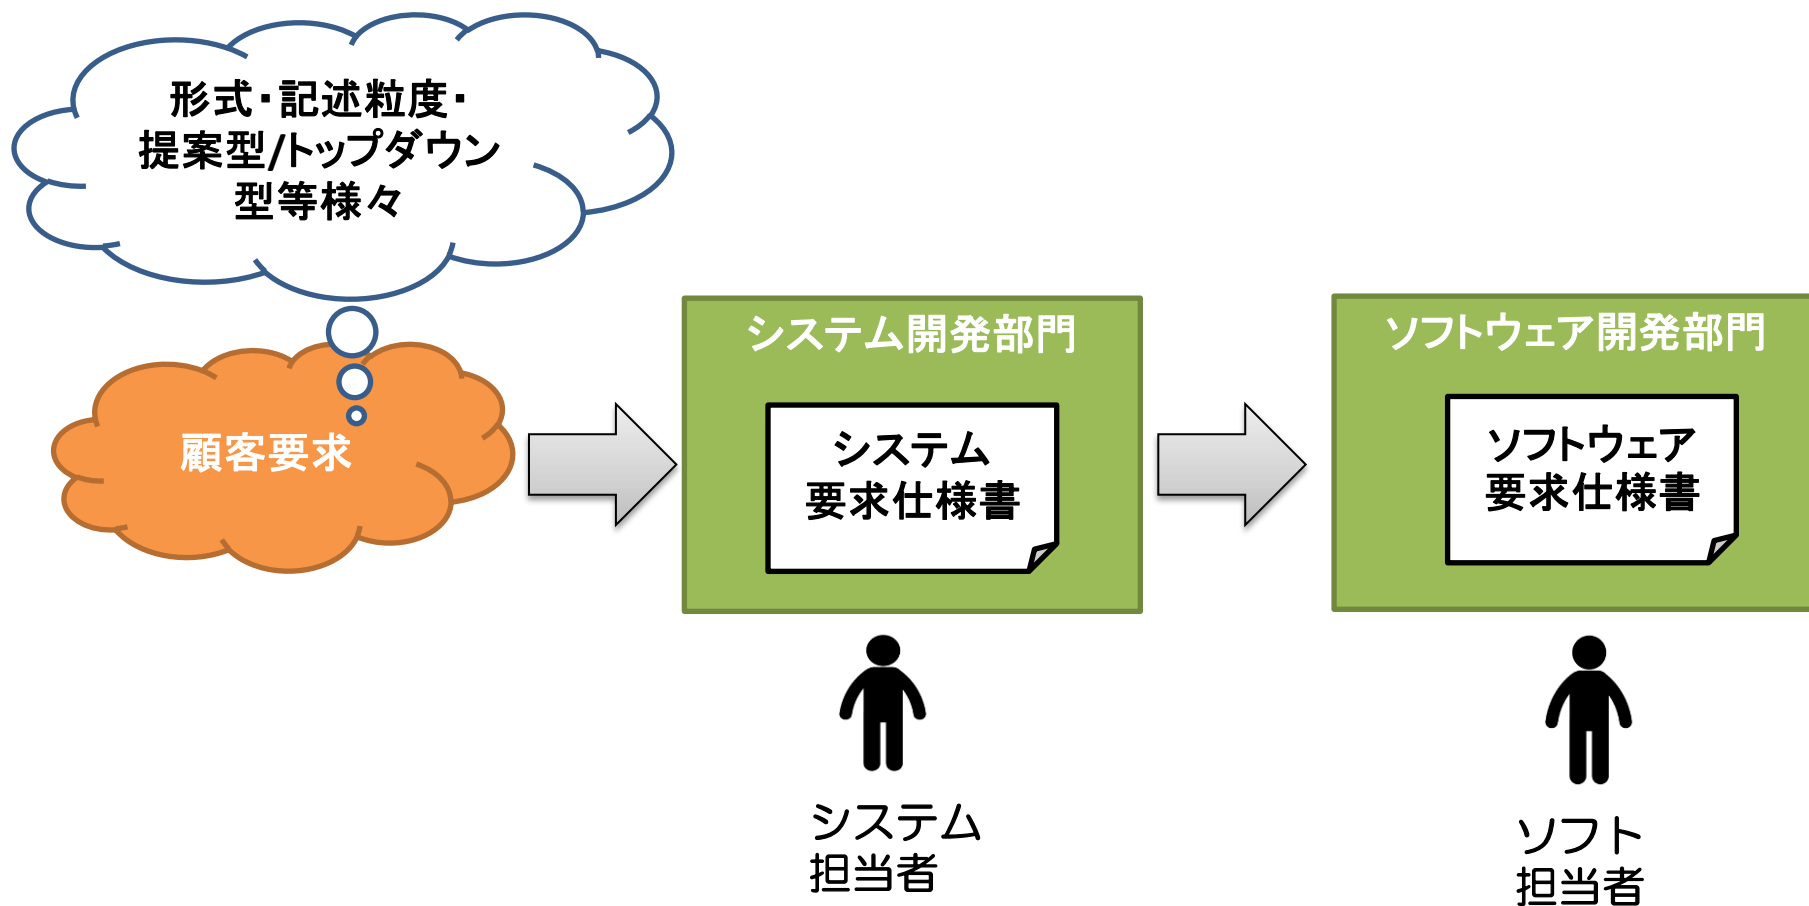 形式・記述粒度・
提案型/トップダウン
型等様々
顧客要求
システム開発部門
システム
要求仕様書
システム
担当者
ソフトウェア開発部門
ソフトウェア
要求仕様書
ソフト
担当者